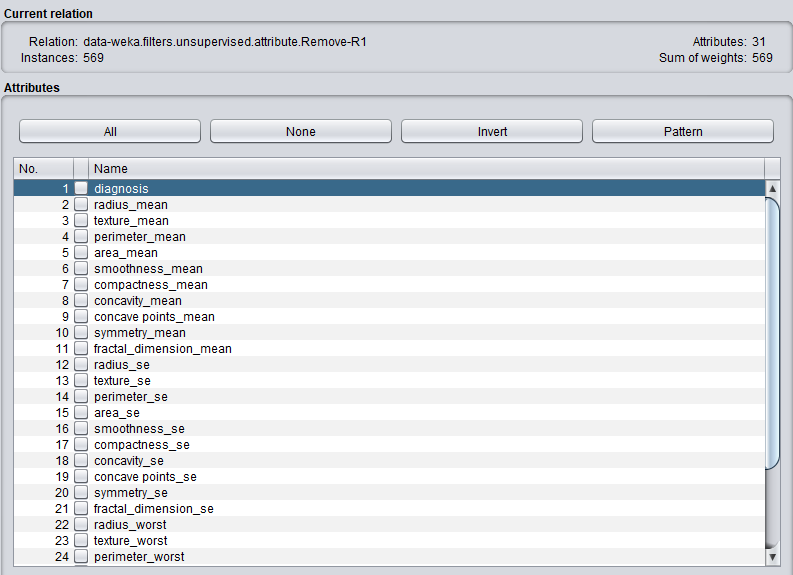 Current relation
Relation: data-weka.filters.unsupervised.attribute.Remove-R1 Attributes: 31
Instances: 569 Sum of weights: 569
Attributes
All None Invert Pattern
No. Name
1 diagnosis
2 radius_mean
3 texture_mean
4 perimeter_mean
5 area_mean
6 smoothness_mean
7 compactness_mean
8 concavity_mean
9 concave points_mean
10 symmetry_mean
11 fractal_dimension_mean
12 radius_se
13 texture_se
14 perimeter_se
15 area_se
16 smoothness_se
17 compactness_se
18 concavity_se
19 concave points_se
20 symmetry_se
21 fractal_dimension_se
22 radius_worst
23 texture_worst
24 perimeter_worst